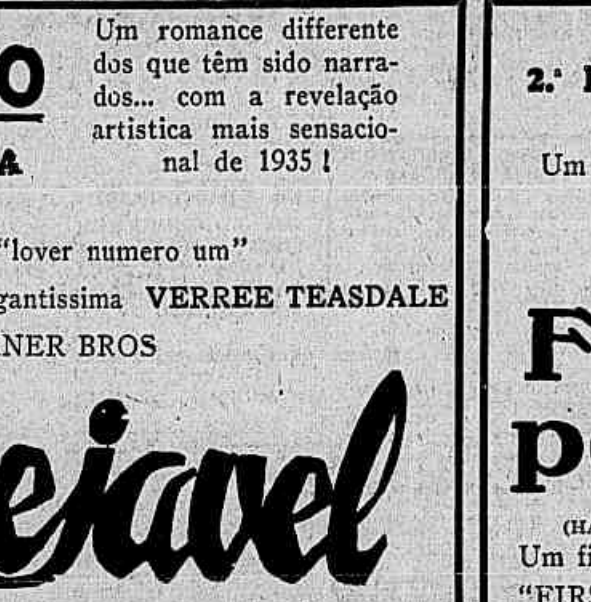 O
Um romance differente
dos que têm sido narra-
dos... com a revelação
artistica mais sensacio-
nal de 1935 !
A
"lover numero um"
gantissima VERREE TEASDALE
NER BROS
ejavel
2.ª
Um
F
p
(HA
Um fi
"FIRS